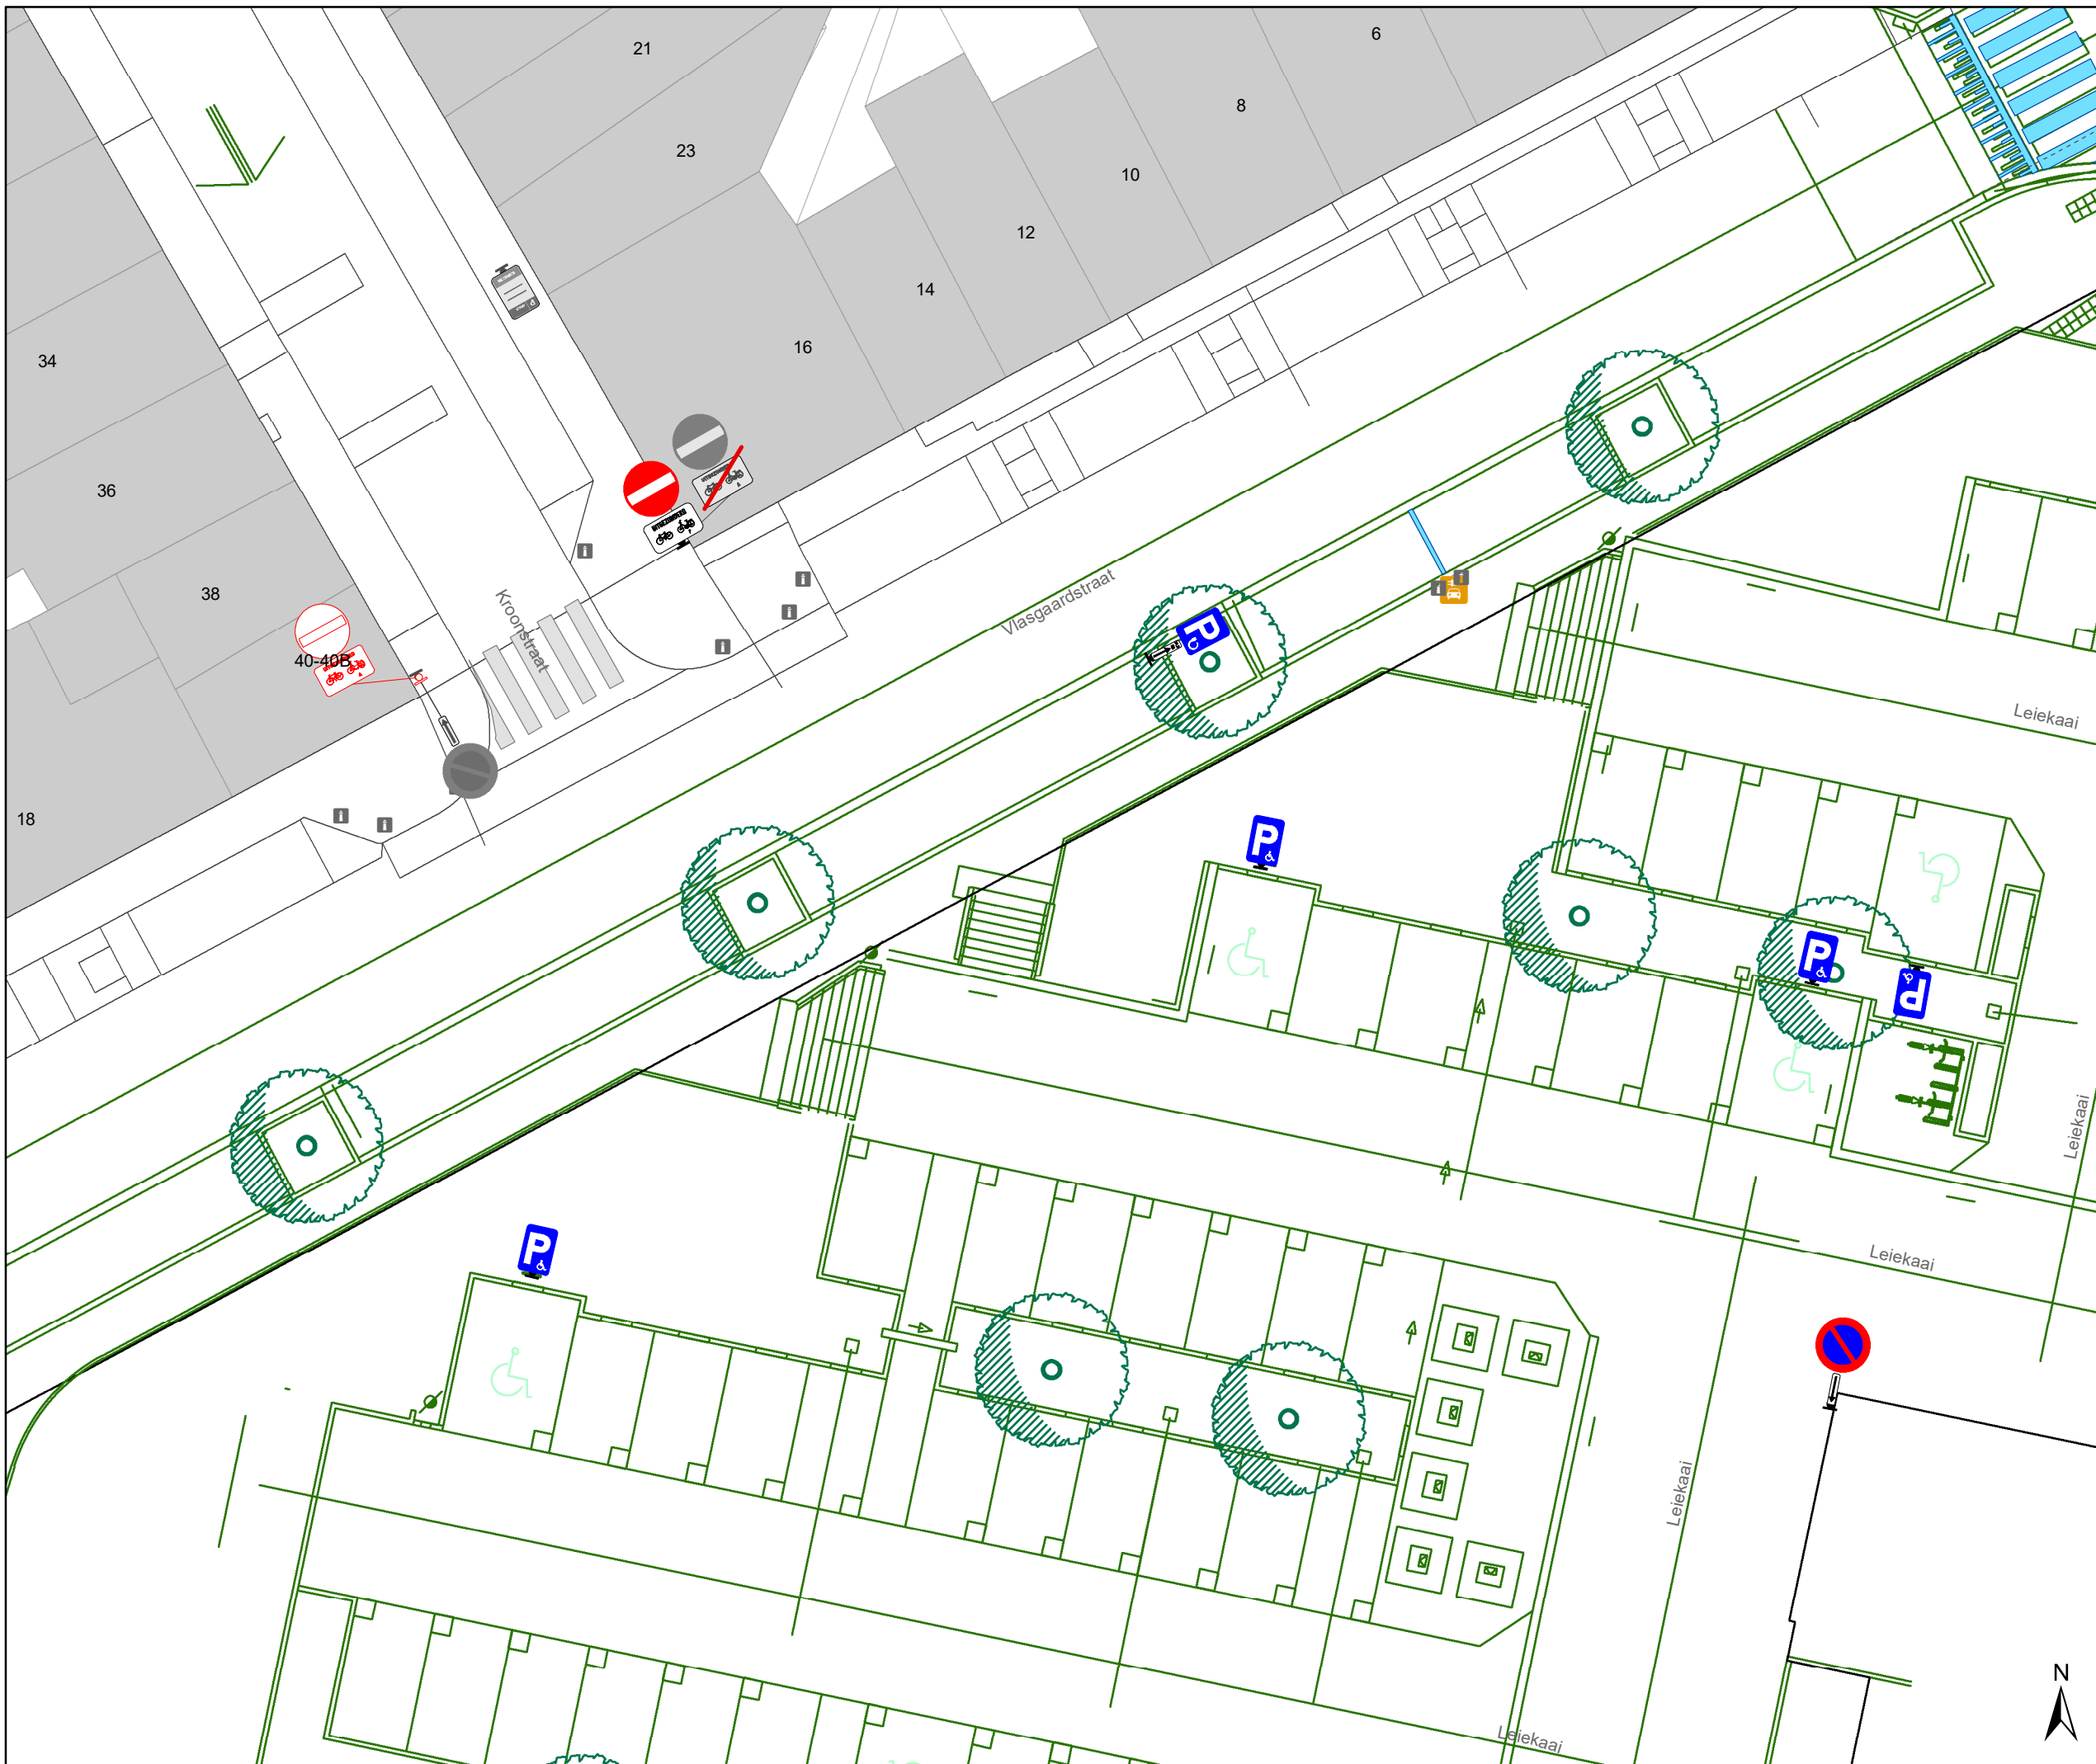 21
6
8
23
10
12
14
34
16
36
38
Vlasgaardstraat
Kroonstraat
40-40B
P
Leiekaai
18
P
P
P
Leiekaai
P
Leiekaai
Leiekaai
N
Leiekaai